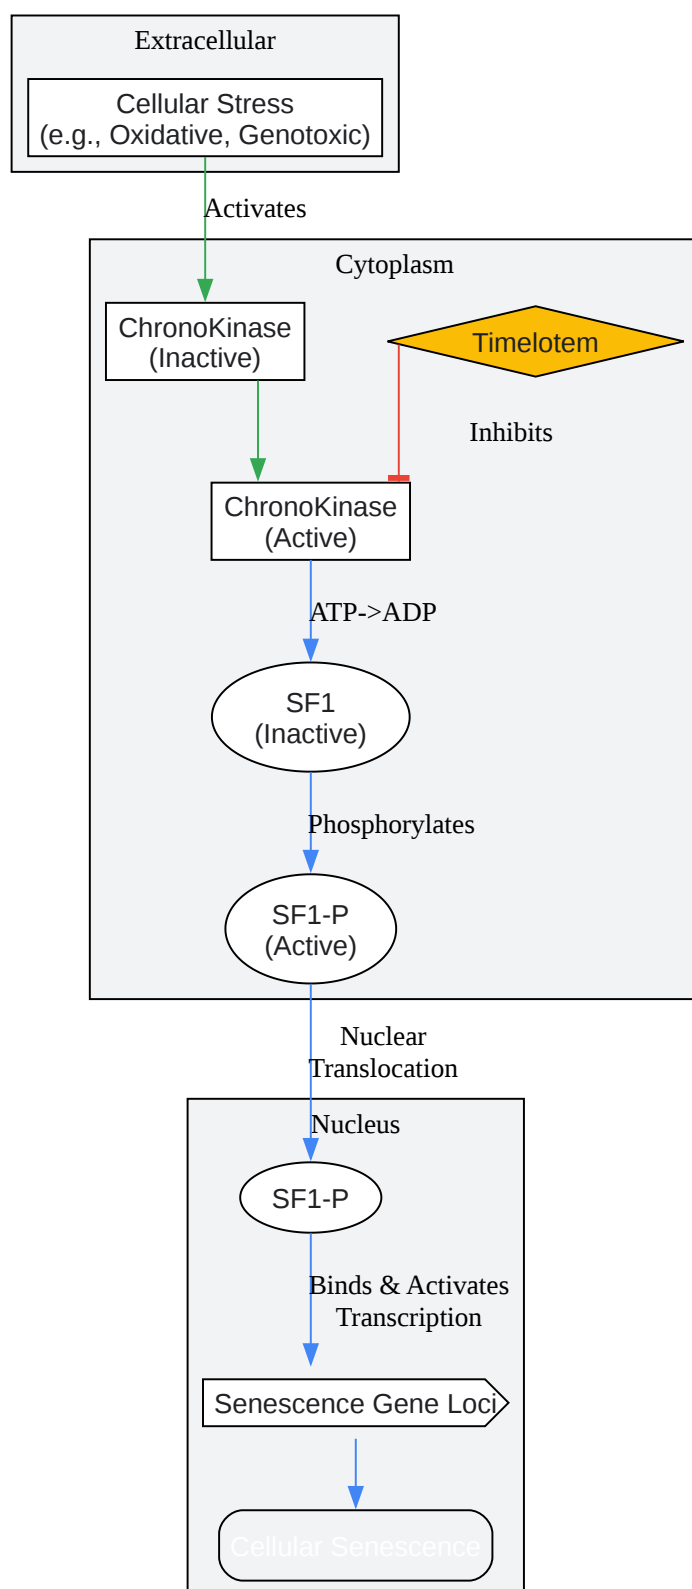 Extracellular
Cellular Stress
(e.g., Oxidative, Genotoxic)
Activates
Cytoplasm
ChronoKinase
(Inactive)
Timelotem
Inhibits
ChronoKinase
(Active)
ATP->ADP
SF1
(Inactive)
Phosphorylates
SF1-P
(Active)
Nuclear
Translocation
Nucleus
SF1-P
Binds & Activates
Transcription
Senescence Gene Loci
Cellular Senescence